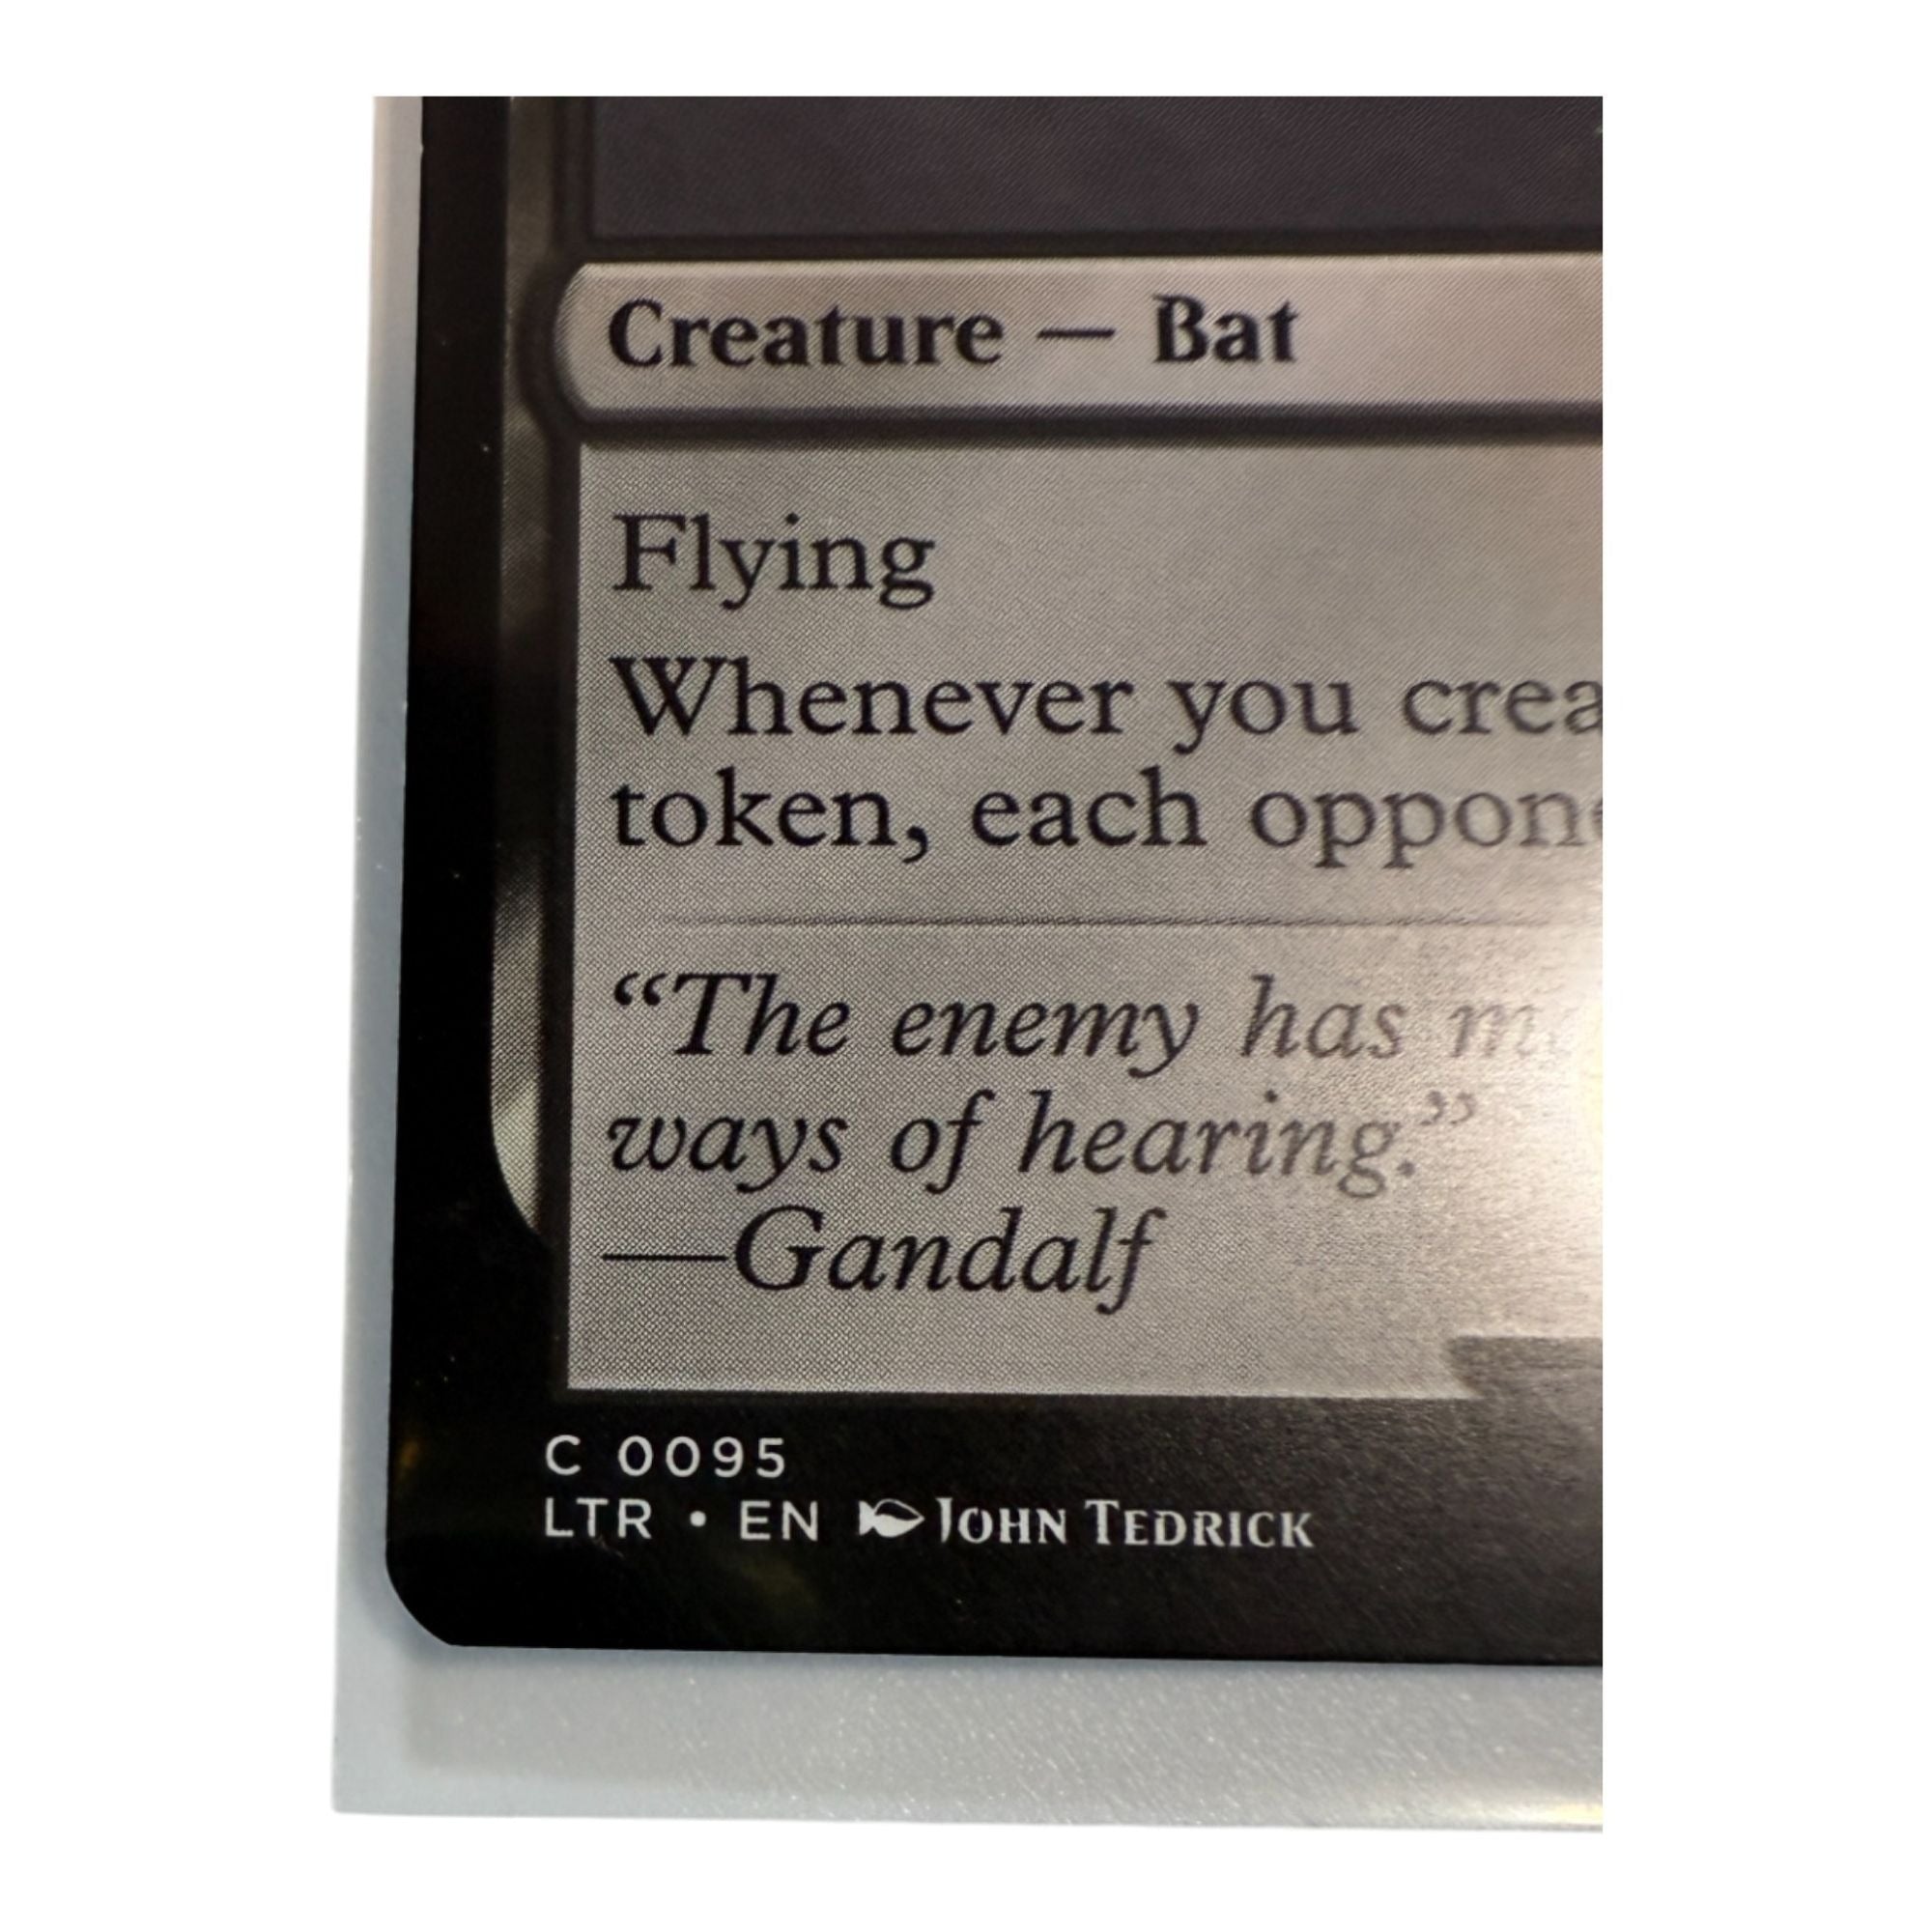 Creature — Bat
Flying
Whenever you crea
token, each oppon
“The enemy has
ways of hearing.”
—Gandalf
C 0095
LTR • EN JOHN TEDRICK